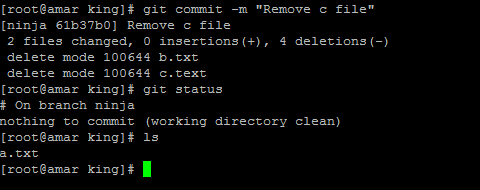 [root@amar king]# git commit -m "Remove c file"
[ninja 61b37b0] Remove c file
 2 files changed, 0 insertions(+), 4 deletions(-)
 delete mode 100644 b.txt
 delete mode 100644 c.text
[root@amar king]# git status
# On branch ninja
nothing to commit (working directory clean)
[root@amar king]# ls
a.txt
[root@amar king]#